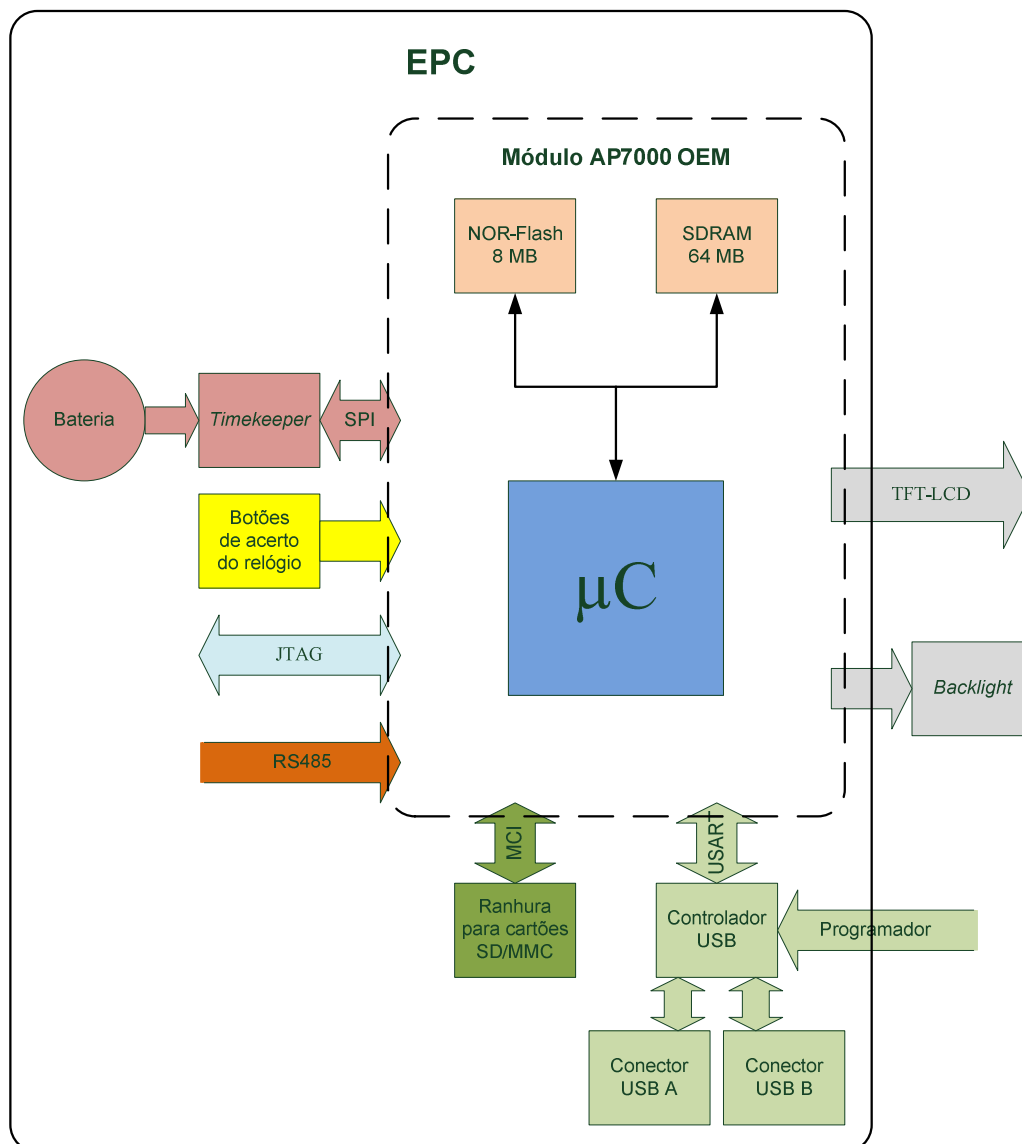 EPC
Módulo AP7000 OEM
NOR-Flash
8 MB
SDRAM
64 MB
Bateria
Timekeeper
SPI
Botões
de acerto
do relógio
µC
TFT-LCD
JTAG
Backlight
RS485
MCI
USART
Ranhura
para cartões
SD/MMC
Controlador
USB
Programador
Conector
USB A
Conector
USB B